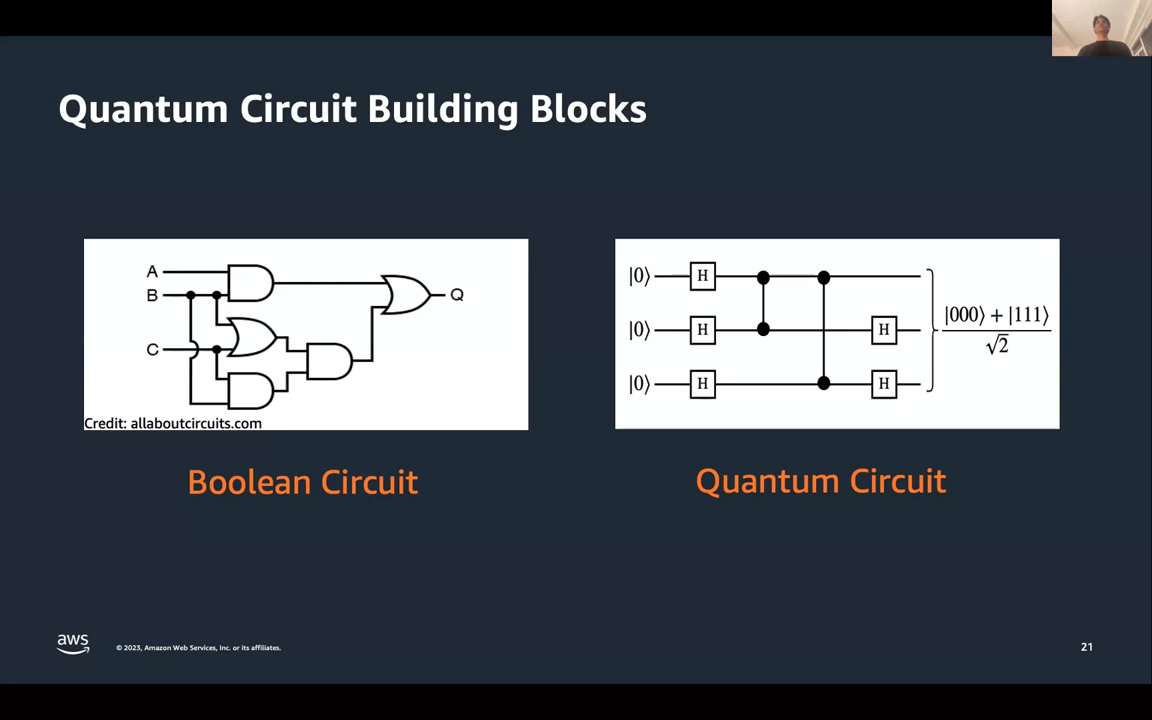 Quantum Circuit Building Blocks
A
B
C
Q
Credit: allaboutcircuits.com
|0⟩ H
|0⟩ H H
|0⟩ H H
|000⟩ + |111⟩
√2
Boolean Circuit
Quantum Circuit
aws
© 2023, Amazon Web Services, Inc. or its affiliates.
21